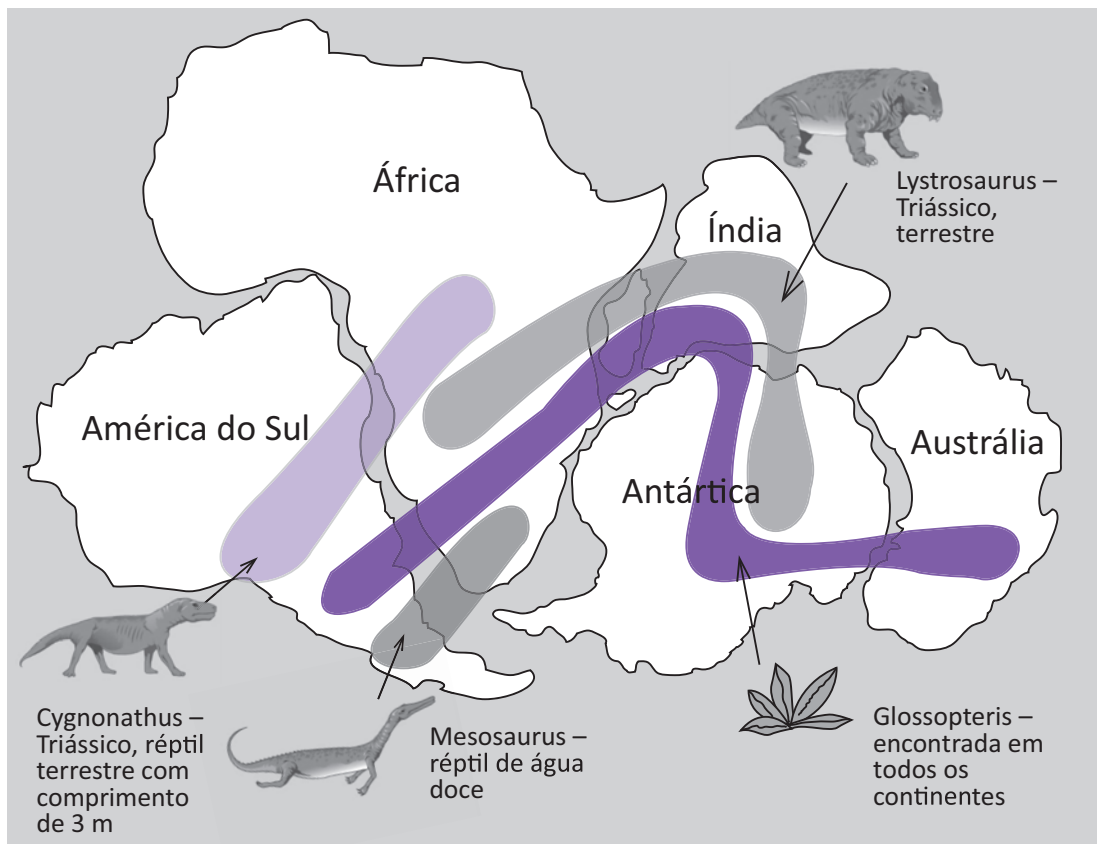 África
Índia
Lystrosaurus –
Triássico,
terrestre
América do Sul
Austrália
Antártica
Cygnonathus –
Triássico, réptil
terrestre com
comprimento
de 3 m
Mesosaurus –
réptil de água
doce
Glossopteris –
encontrada em
todos os
continentes